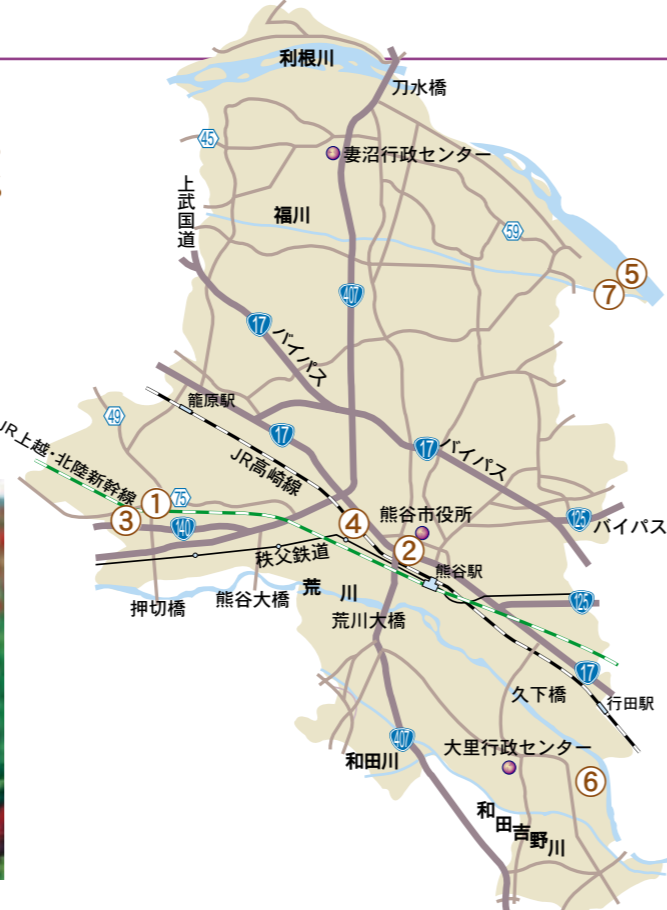 利根川
刀水橋
45
妻沼行政センター
上武国道
福川
59
⑤
⑦
407
17
バイパス
籠原駅
49
17
JR高崎線
17
バイパス
JR上越・北陸新幹線
①
75
③
140
④
熊谷市役所
125
バイパス
②
秩父鉄道
熊谷駅
押切橋
熊谷大橋
荒川
荒川大橋
125
17
久下橋
行田駅
407
和田川
大里行政センター
⑥
和田吉野川